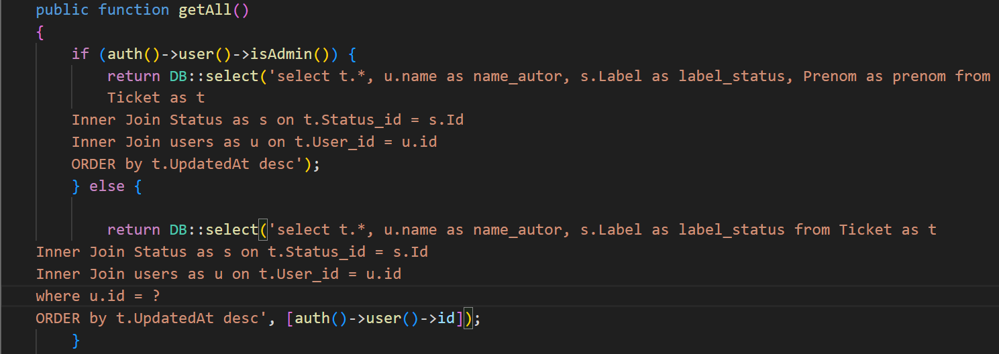 public function getAll()
{
if (auth()->user()->isAdmin()) {
return DB::select('select t.*, u.name as name_autor, s.Label as label_status, Prenom as prenom from
Ticket as t
Inner Join Status as s on t.Status_id = s.Id
Inner Join users as u on t.User_id = u.id
ORDER by t.UpdatedAt desc');
} else {
return DB::select('select t.*, u.name as name_autor, s.Label as label_status from Ticket as t
Inner Join Status as s on t.Status_id = s.Id
Inner Join users as u on t.User_id = u.id
where u.id = ?
ORDER by t.UpdatedAt desc', [auth()->user()->id]);
}